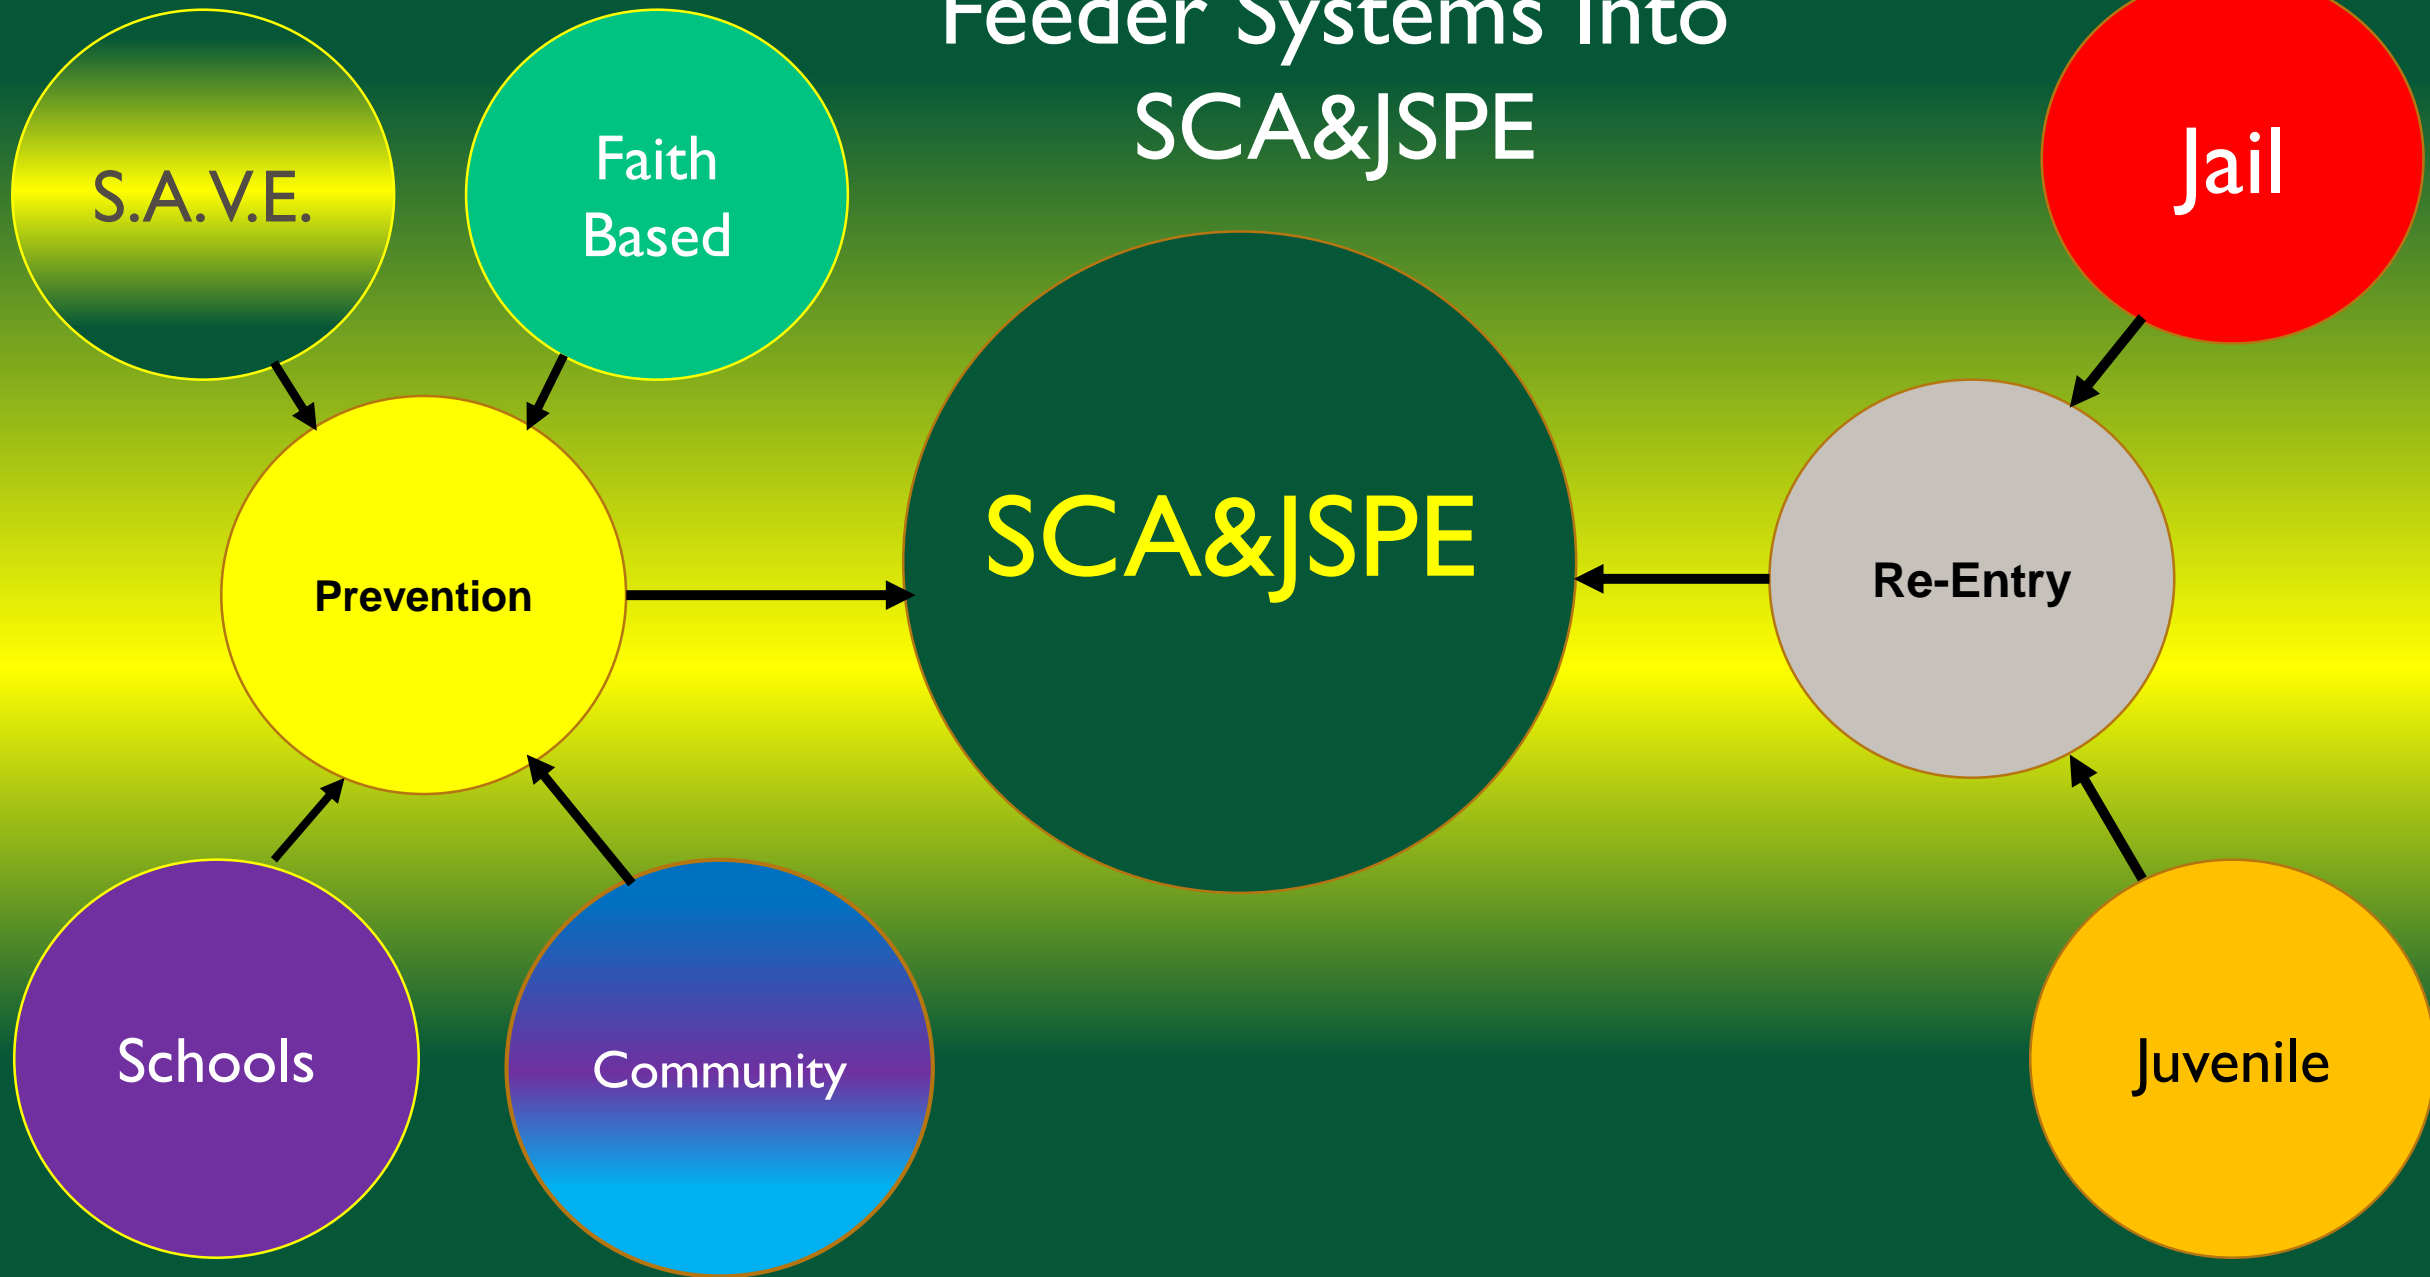 Feeder Systems Into
SCA&JSPE
S.A.V.E.
Faith
Based
Jail
SCA&JSPE
Prevention
Re-Entry
Schools
Community
Juvenile